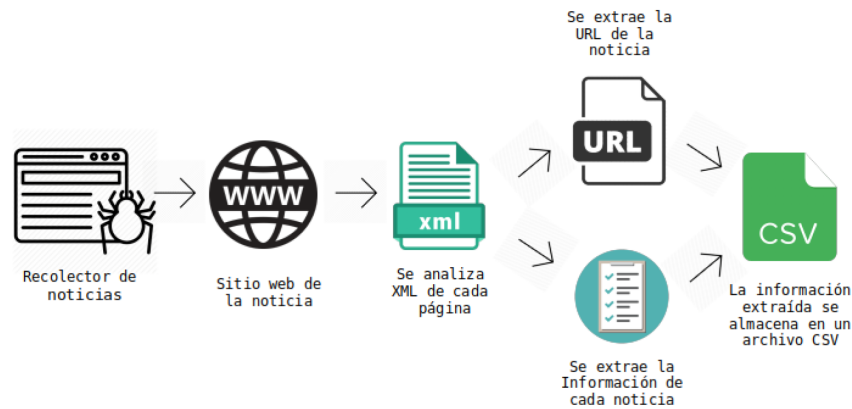 Se extrae la
URL de la
noticia
URL
WWW
xml
CSV
Recolector de
noticias
Sitio web de
la noticia
Se analiza
XML de cada
página
La información
extraída se
almacena en un
archivo CSV
Se extrae la
Información de
cada noticia